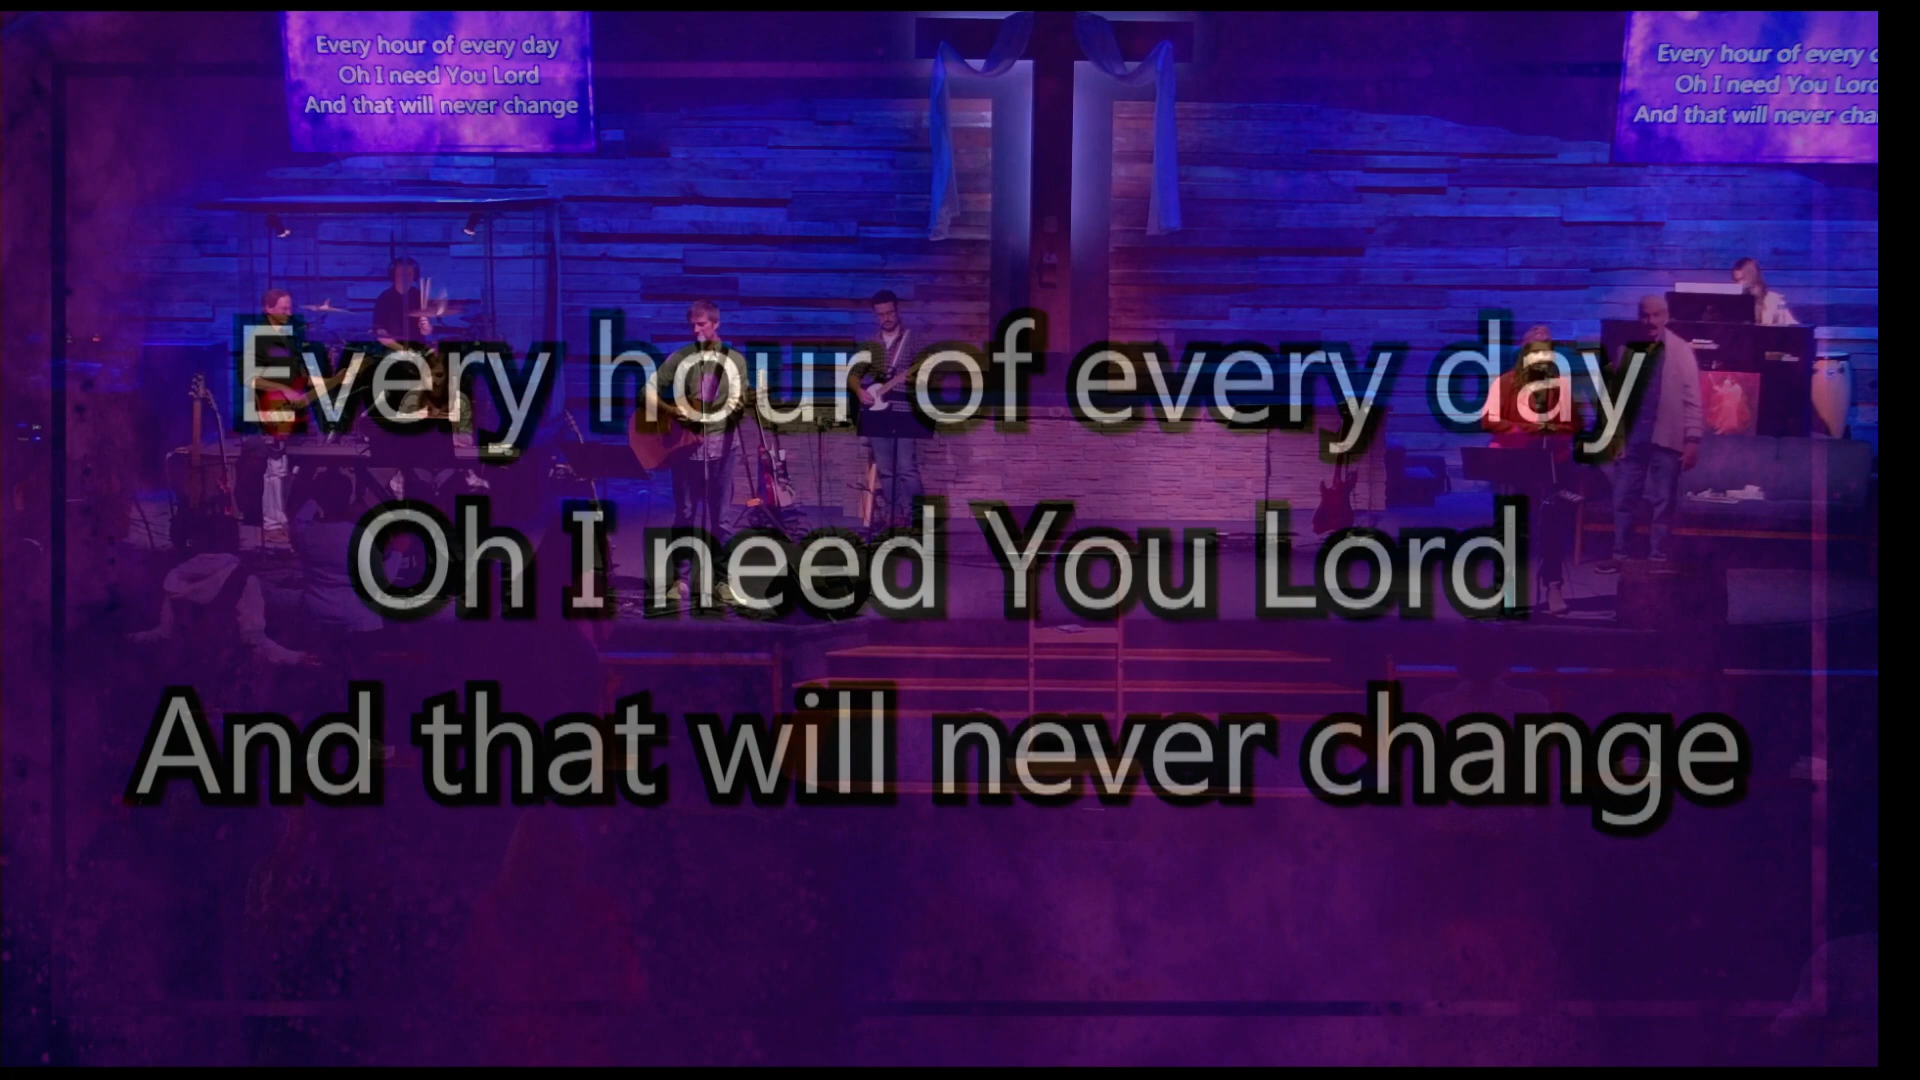 Every hour of every day
Oh I need You Lord
And that will never change
Every hour of every
Oh I need You Lord
And that will never
Every hour of every day
Oh I need You Lord
And that will never change